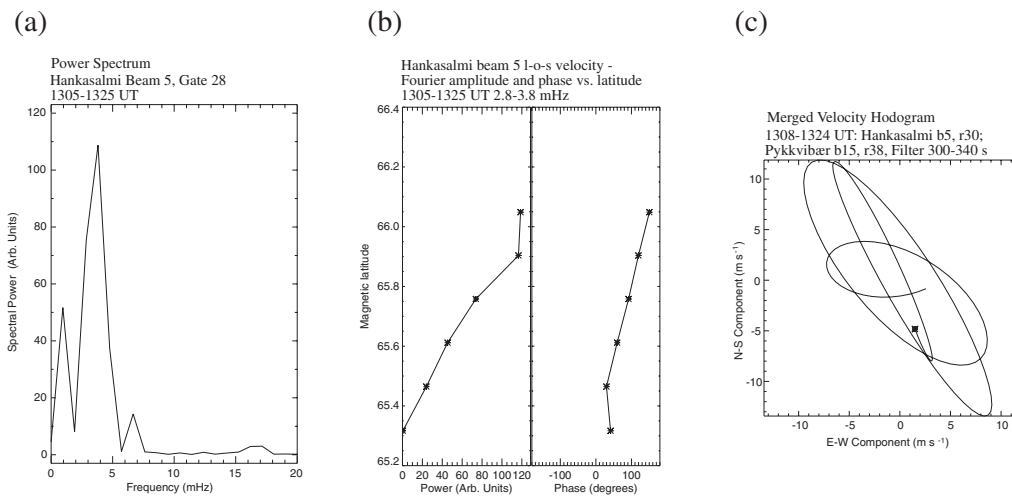 (a)
Power Spectrum
Hankasalmi Beam 5, Gate 28
1305-1325 UT
120
100
80
60
40
20
0
Spectral Power (Arb. Units)
0 5 10 15 20
Frequency (mHz)
(b)
Hankasalmi beam 5 l-o-s velocity -
Fourier amplitude and phase vs. latitude
1305-1325 UT 2.8-3.8 mHz
66.4
66.2
66.0
65.8
65.6
65.4
65.2
Magnetic latitude
0 20 40 60 80 100 120
Power (Arb. Units)
-100 0 100
Phase (degrees)
(c)
Merged Velocity Hodogram
1308-1324 UT: Hankasalmi b5, r30;
Pykkvibær b15, r38, Filter 300-340 s
10
5
0
-5
-10
N-S Component (m s⁻¹)
-10 -5 0 5 10
E-W Component (m s⁻¹)